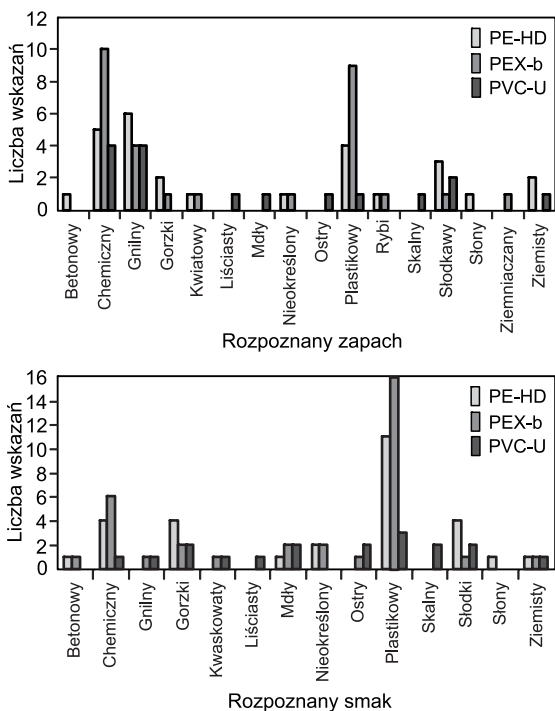 12
10
8
6
4
2
0
Liczba wskazań
PE-HD
PEX-b
PVC-U
Betonowy
Chemiczny
Gnilny
Gorzki
Kwiatowy
Liściasty
Mdły
Nieokreślony
Ostry
Plastikowy
Rybi
Skalny
Słodkawy
Słony
Ziemniaczany
Ziemisty
Rozpoznany zapach
16
14
12
10
8
6
4
2
0
Liczba wskazań
PE-HD
PEX-b
PVC-U
Betonowy
Chemiczny
Gnilny
Gorzki
Kwaskowaty
Liściasty
Mdły
Nieokreślony
Ostry
Plastikowy
Skalny
Słodki
Słony
Ziemisty
Rozpoznany smak